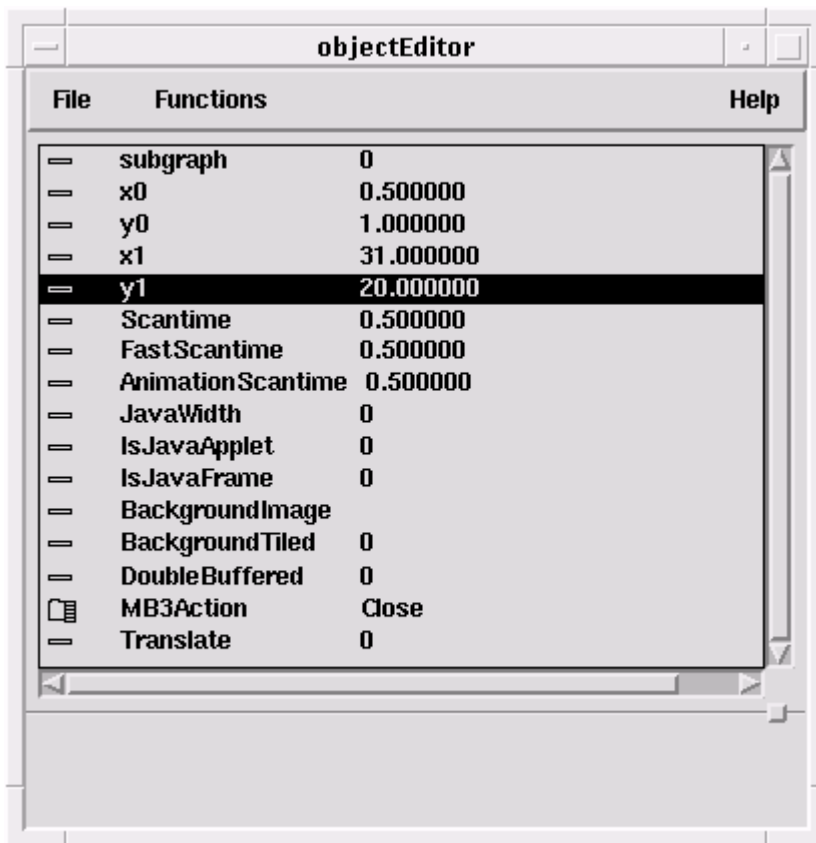 objectEditor
File Functions Help
subgraph 0
x0 0.500000
y0 1.000000
x1 31.000000
y1 20.000000
Scantime 0.500000
FastScantime 0.500000
AnimationScantime 0.500000
JavaWidth 0
IsJavaApplet 0
IsJavaFrame 0
BackgroundImage
BackgroundTiled 0
DoubleBuffered 0
MB3Action Close
Translate 0